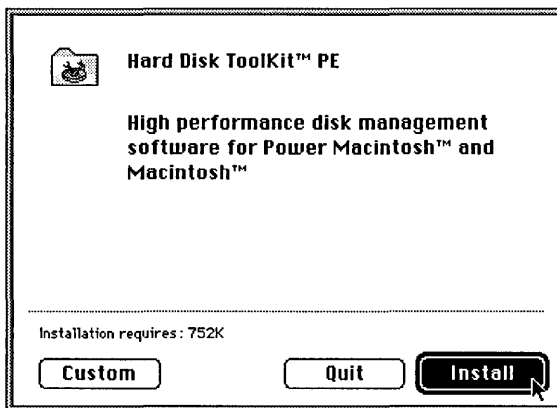 Hard Disk ToolKit™ PE
High performance disk management
software for Power Macintosh™ and
Macintosh™
Installation requires: 752K
Custom
Quit
Install